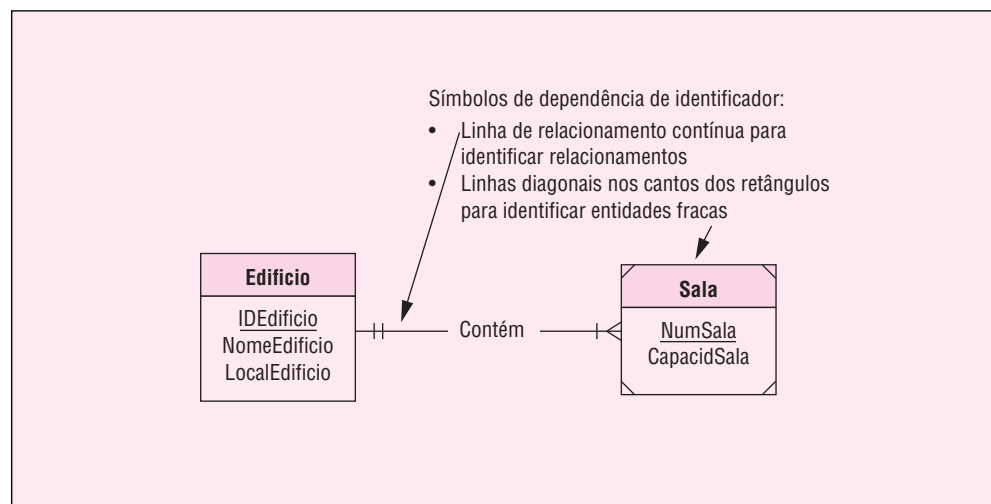 Símbolos de dependência de identificador:
• Linha de relacionamento contínua para
identificar relacionamentos
• Linhas diagonais nos cantos dos retângulos
para identificar entidades fracas
Edificio
IDEdificio
NomeEdificio
LocalEdificio
Contém
Sala
NumSala
CapacidSala